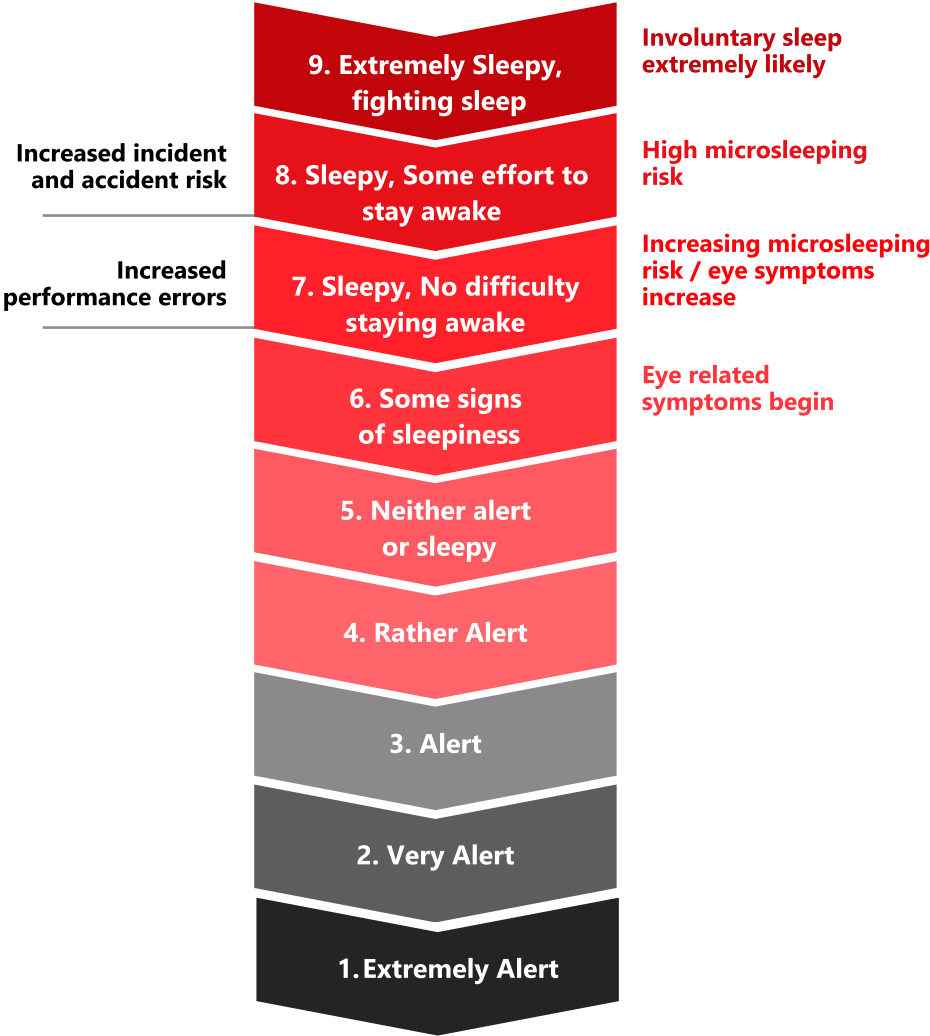 9. Extremely Sleepy,
fighting sleep
Involuntary sleep
extremely likely
Increased incident
and accident risk
8. Sleepy, Some effort to
stay awake
High microsleeping
risk
Increased
performance errors
7. Sleepy, No difficulty
staying awake
Increasing microsleeping
risk / eye symptoms
increase
6. Some signs
of sleepiness
Eye related
symptoms begin
5. Neither alert
or sleepy
4. Rather Alert
3. Alert
2. Very Alert
1. Extremely Alert